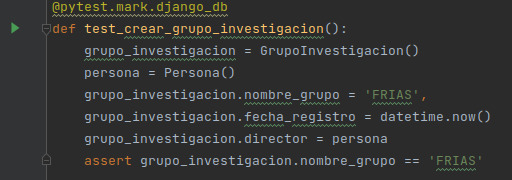 @pytest.mark.django_db
def test_crear_grupo_investigacion():
    grupo_investigacion = GrupoInvestigacion()
    persona = Persona()
    grupo_investigacion.nombre_grupo = 'FRIAS',
    grupo_investigacion.fecha_registro = datetime.now()
    grupo_investigacion.director = persona
    assert grupo_investigacion.nombre_grupo == 'FRIAS'